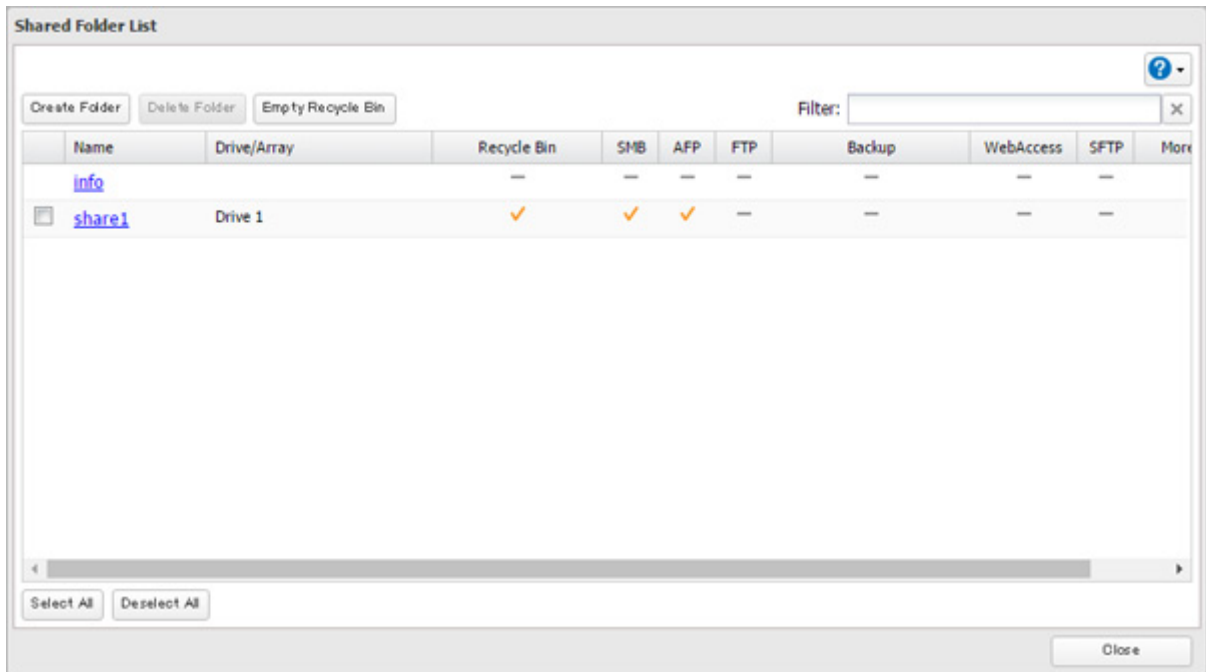 Shared Folder List
?
Create Folder Delete Folder Empty Recycle Bin Filter:
Name Drive/Array Recycle Bin SMB AFP FTP Backup WebAccess SFTP More
info
share1 Drive 1
Select All Deselect All
Close